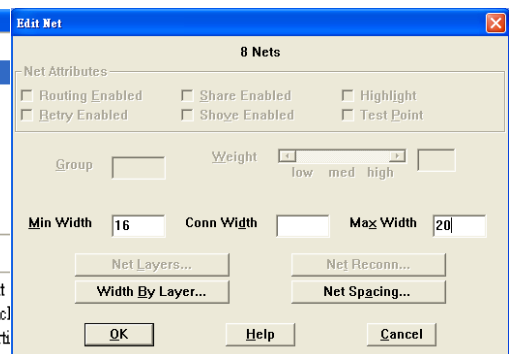 Edit Net
8 Nets
Net Attributes
Routing Enabled Share Enabled Highlight
Retry Enabled Shove Enabled Test Point
Group Weight
low med high
Min Width 16 Conn Width Max Width 20
Net Layers... Net Reconn...
Width By Layer... Net Spacing...
OK Help Cancel